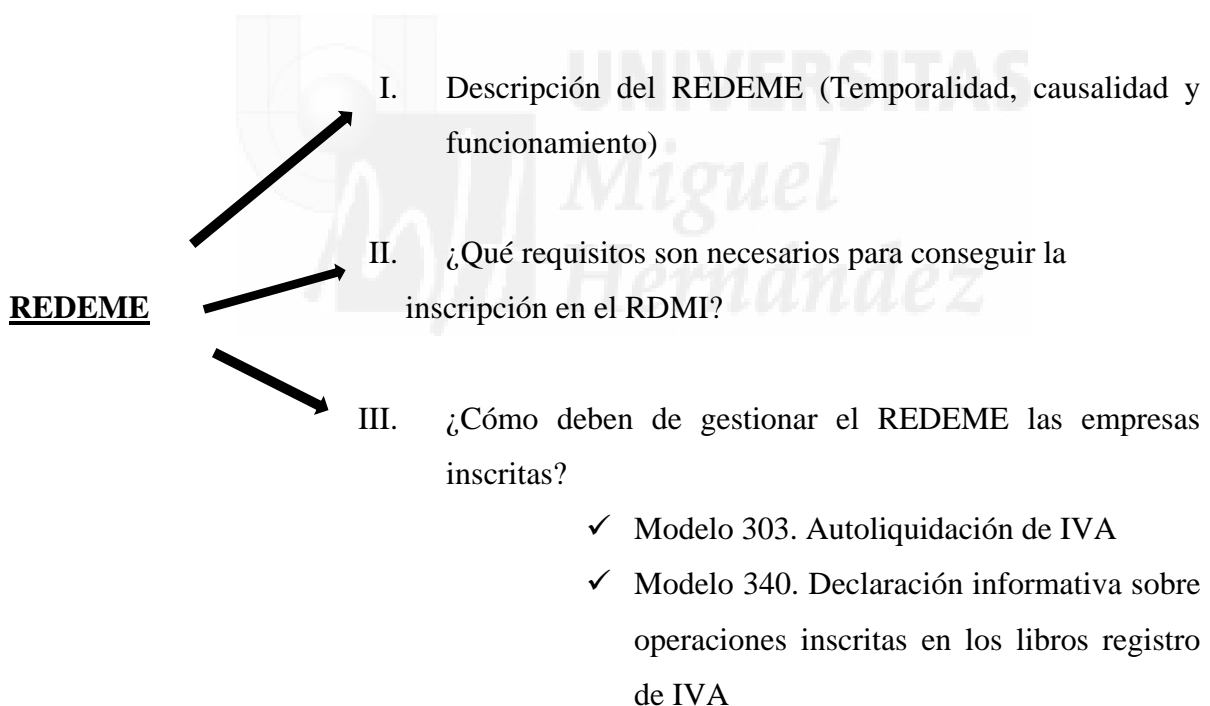 UNIVERSITAS
Miguel
Hernández
I. Descripción del REDEME (Temporalidad, causalidad y
funcionamiento)
II. ¿Qué requisitos son necesarios para conseguir la
inscripción en el RDMI?
REDEME
III. ¿Cómo deben de gestionar el REDEME las empresas
inscritas?
✓ Modelo 303. Autoliquidación de IVA
✓ Modelo 340. Declaración informativa sobre
operaciones inscritas en los libros registro
de IVA